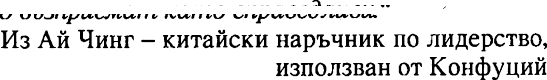 Из Ай Чинг – китайски наръчник по лидерство,
използван от Конфуций